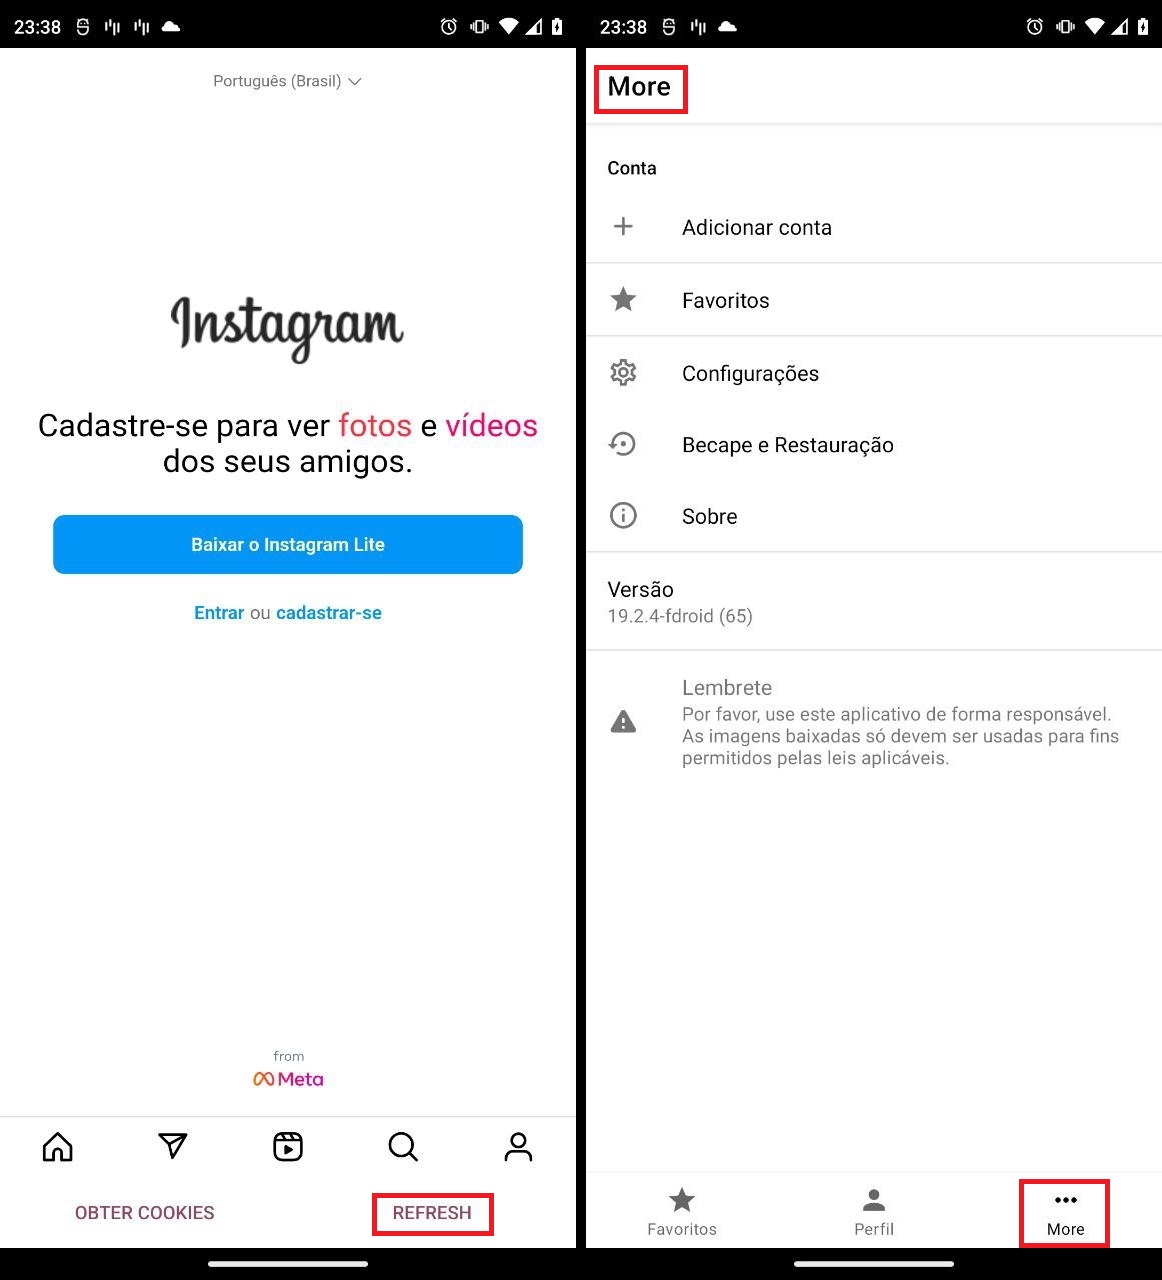 23:38
Português (Brasil)
Instagram
Cadastre-se para ver fotos e vídeos
dos seus amigos.
Baixar o Instagram Lite
Entrar ou cadastrar-se
from
Meta
OBTER COOKIES
REFRESH
23:38
More
Conta
Adicionar conta
Favoritos
Configurações
Becape e Restauração
Sobre
Versão
19.2.4-fdroid (65)
Lembrete
Por favor, use este aplicativo de forma responsável.
As imagens baixadas só devem ser usadas para fins
permitidos pelas leis aplicáveis.
Favoritos
Perfil
More